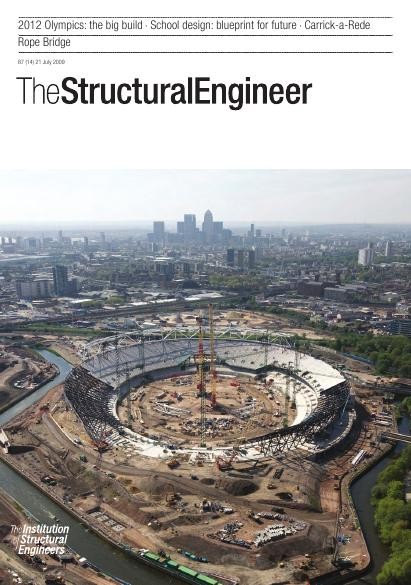 2012 Olympics: the big build · School design: blueprint for future · Carrick-a-Rede
Rope Bridge
87 (14) 21 July 2009
TheStructuralEngineer
The Institution
of Structural
Engineers